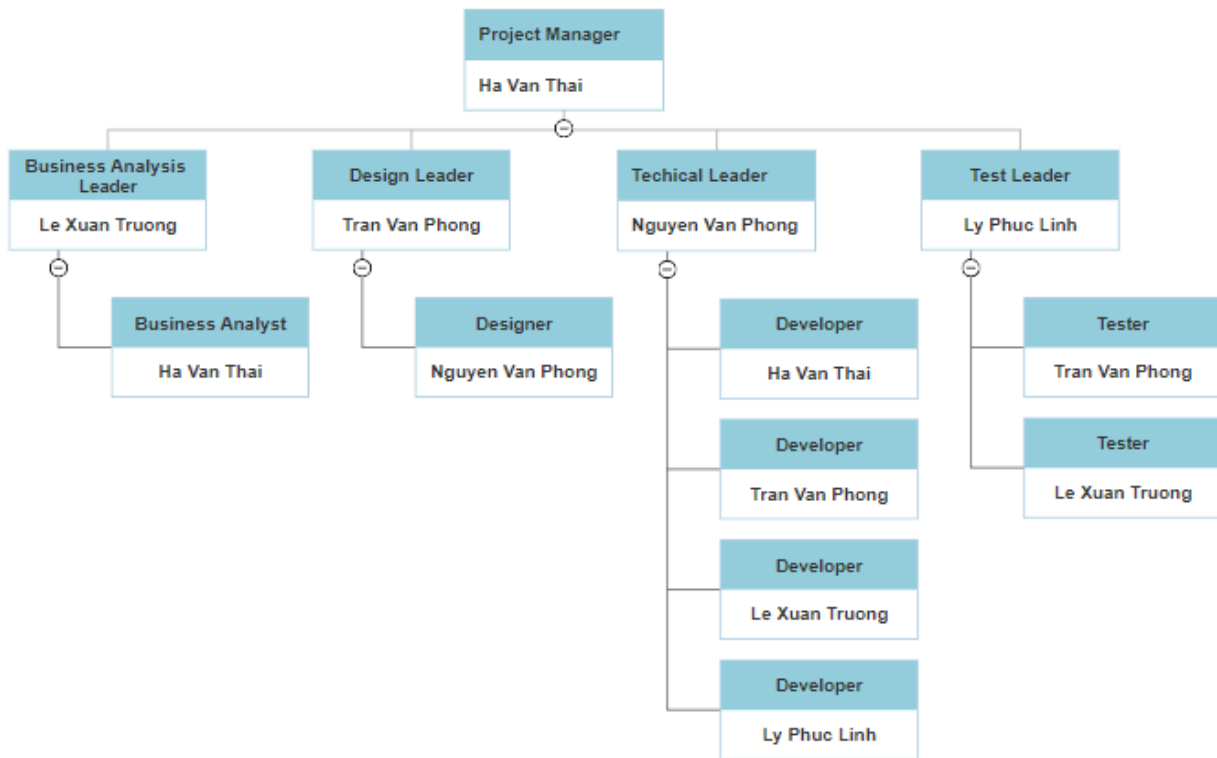 Project Manager
Ha Van Thai
Business Analysis
Leader
Le Xuan Truong
Design Leader
Tran Van Phong
Techical Leader
Nguyen Van Phong
Test Leader
Ly Phuc Linh
Business Analyst
Ha Van Thai
Designer
Nguyen Van Phong
Developer
Ha Van Thai
Developer
Tran Van Phong
Developer
Le Xuan Truong
Developer
Ly Phuc Linh
Tester
Tran Van Phong
Tester
Le Xuan Truong